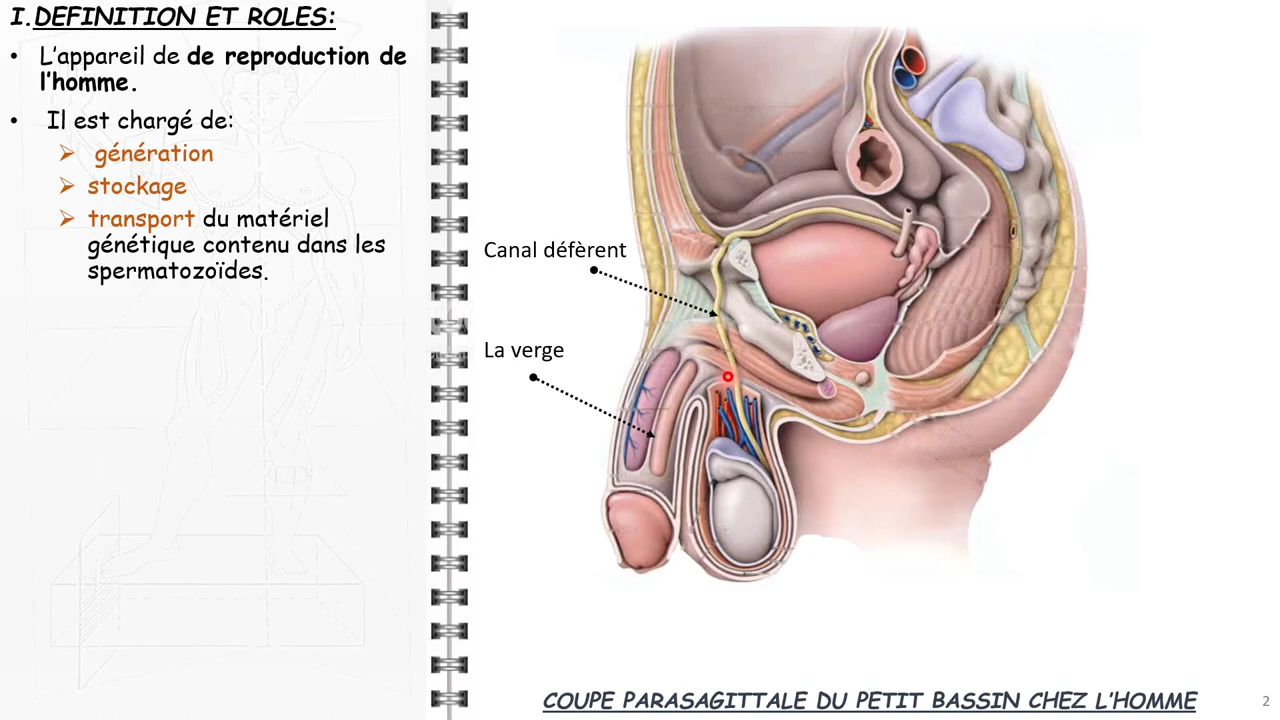 I. DEFINITION ET ROLES:
• L'appareil de de reproduction de
l'homme.
• Il est chargé de:
➢ génération
➢ stockage
➢ transport du matériel
génétique contenu dans les
spermatozoïdes.
Canal défèrent
La verge
COUPE PARASAGITTALE DU PETIT BASSIN CHEZ L'HOMME
2